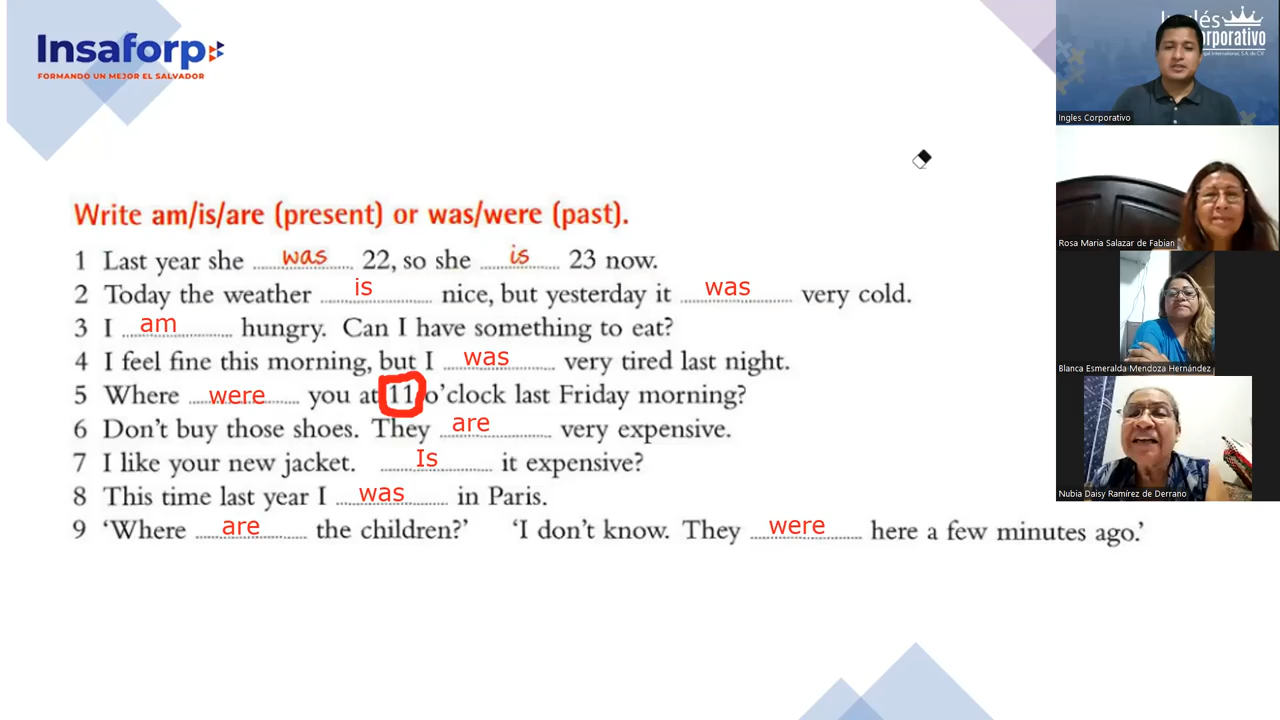 Insaforp
FORMANDO UN MEJOR EL SALVADOR
Write am/is/are (present) or was/were (past).
1 Last year she was 22, so she is 23 now.
2 Today the weather is nice, but yesterday it was very cold.
3 I am hungry. Can I have something to eat?
4 I feel fine this morning, but I was very tired last night.
5 Where were you at 11 o'clock last Friday morning?
6 Don't buy those shoes. They are very expensive.
7 I like your new jacket. Is it expensive?
8 This time last year I was in Paris.
9 ‘Where are the children?’ ‘I don't know. They were here a few minutes ago.’
Ingles Corporativo
Rosa Maria Salazar de Fabian
Blanca Esmeralda Mendoza Hernández
Nubia Daisy Ramírez de Derrano